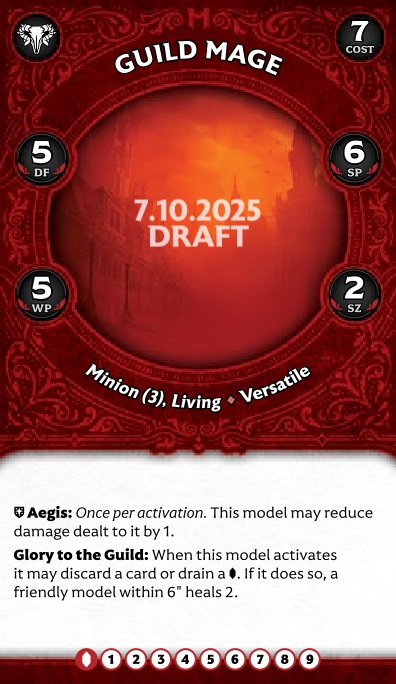 GUILD MAGE
7
COST
5
DF
6
SP
7.10.2025
DRAFT
5
WP
2
SZ
Minion (3), Living • Versatile
Aegis: Once per activation. This model may reduce
damage dealt to it by 1.
Glory to the Guild: When this model activates
it may discard a card or drain a . If it does so, a
friendly model within 6" heals 2.
1 2 3 4 5 6 7 8 9